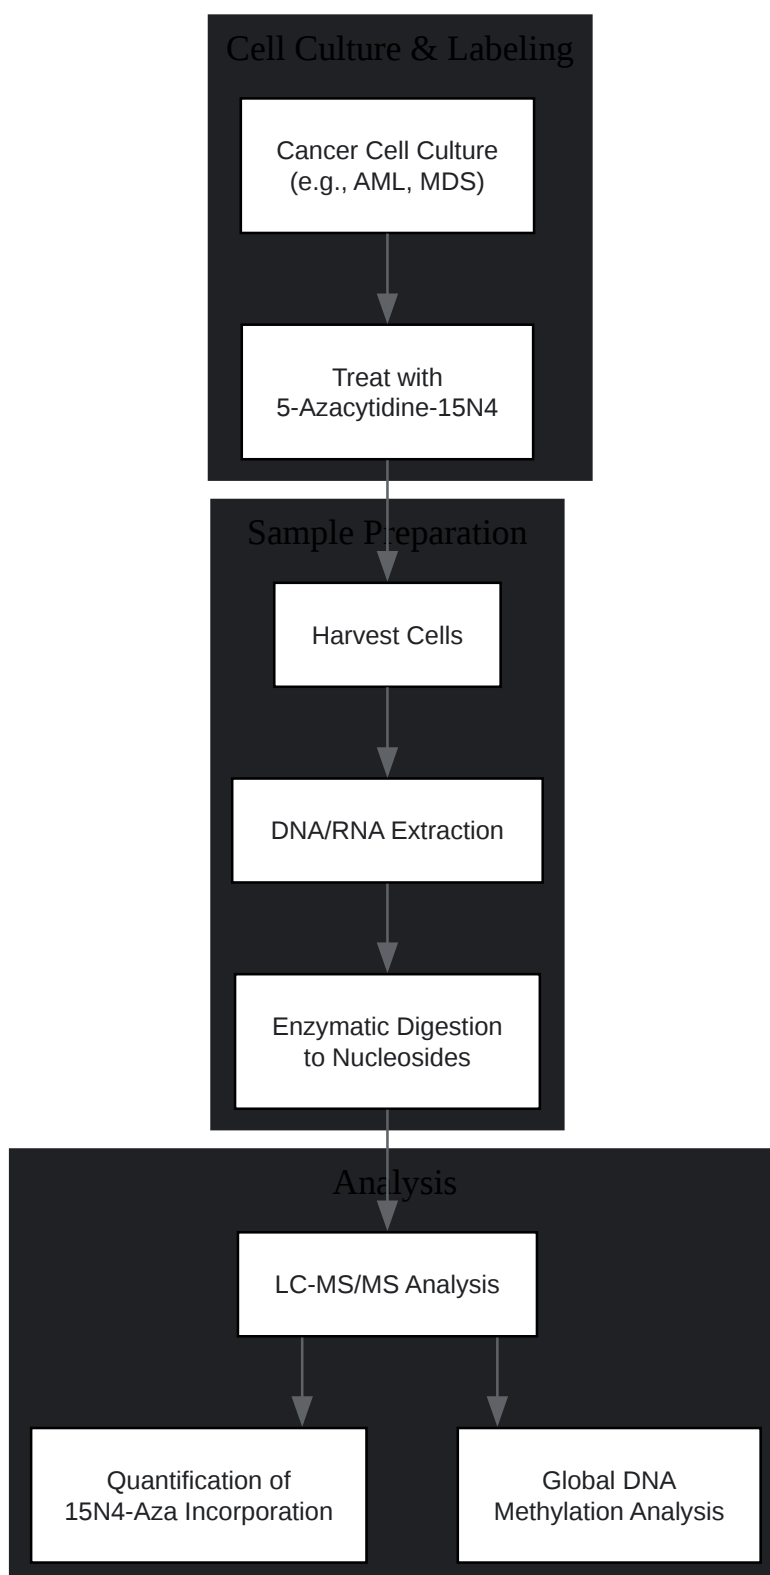 Cell Culture & Labeling
Cancer Cell Culture
(e.g., AML, MDS)
Treat with
5-Azacytidine-15N4
Sample Preparation
Harvest Cells
DNA/RNA Extraction
Enzymatic Digestion
to Nucleosides
Analysis
LC-MS/MS Analysis
Quantification of
15N4-Aza Incorporation
Global DNA
Methylation Analysis